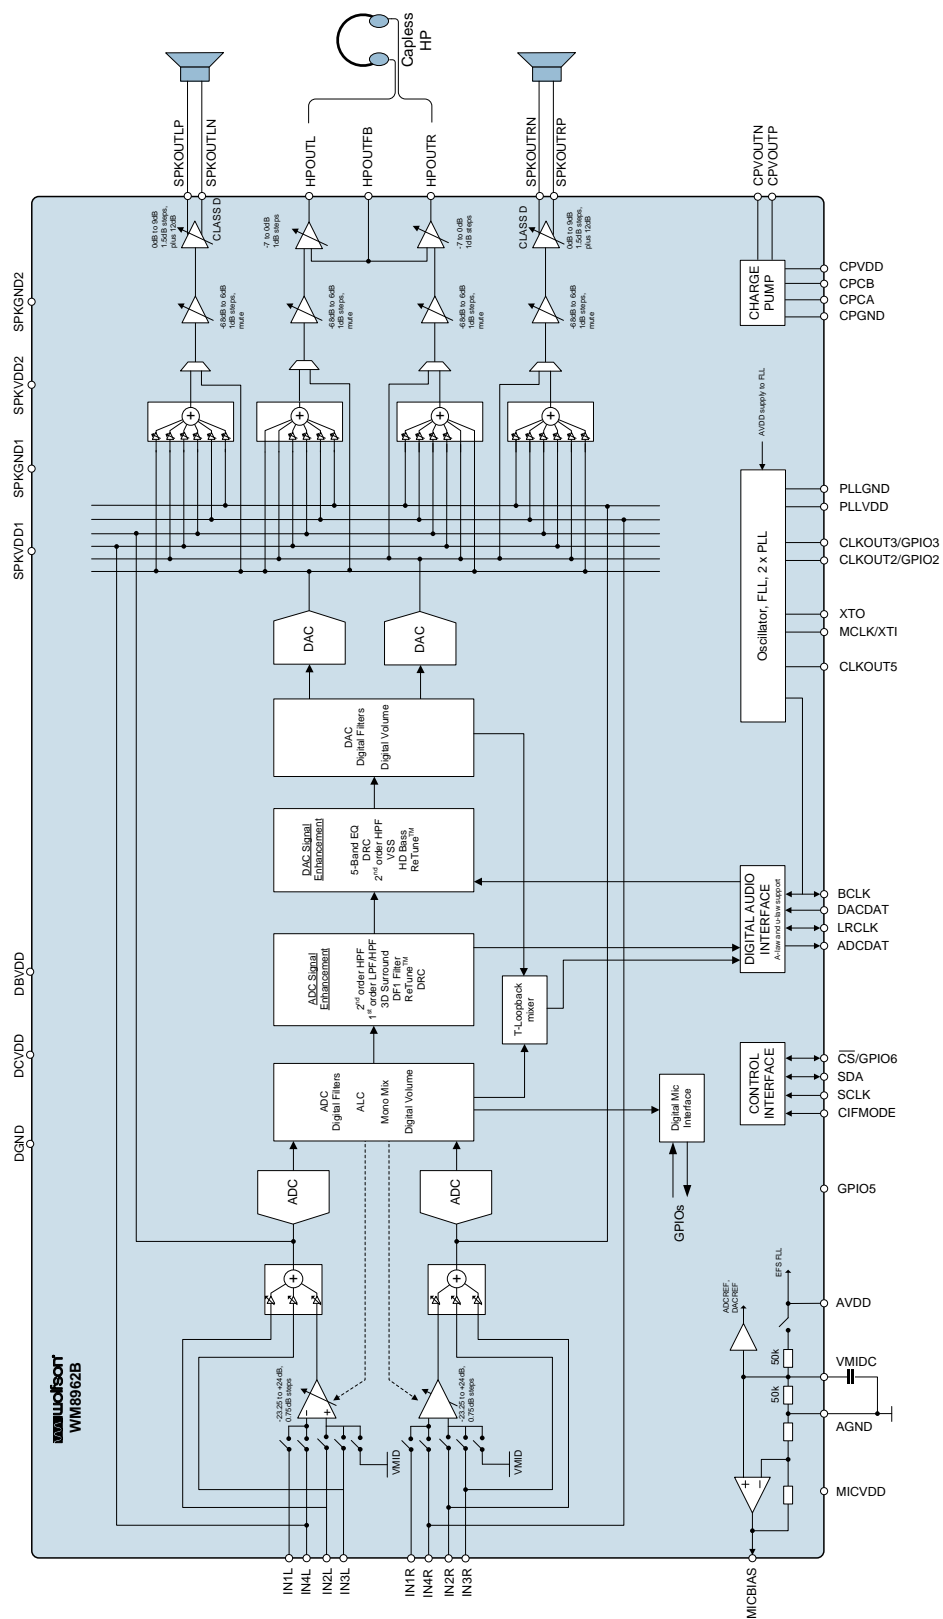 wolfson
WM8962B
SPKGND2
SPKVDD2
SPKGND1
SPKVDD1
DBVDD
DCVDD
DGND
SPKOUTLP
SPKOUTLN
HPOUTL
HPOUTFB
HPOUTR
SPKOUTRN
SPKOUTRP
CPVOUTN
CPVOUTP
Capless
HP
0dB to 9dB
1.5dB steps,
plus 12dB
CLASS D
-7 to 0dB
1dB steps
-7 to 0dB
1dB steps
CLASS D
0dB to 9dB
1.5dB steps,
plus 12dB
-68dB to 6dB
1dB steps,
mute
-68dB to 6dB
1dB steps,
mute
-68dB to 6dB
1dB steps,
mute
-68dB to 6dB
1dB steps,
mute
+
+
+
+
CHARGE
PUMP
CPVDD
CPCB
CPCA
CPGND
AVDD supply to FLL
Oscillator, FLL, 2 x PLL
PLLGND
PLLVDD
CLKOUT3/GPIO3
CLKOUT2/GPIO2
XTO
MCLK/XTI
CLKOUT5
DAC
DAC
DAC
Digital Filters
Digital Volume
DAC Signal
Enhancement
5-Band EQ
DRC
2nd order HPF
VSS
HD Bass
ReTune™
ADC Signal
Enhancement
2nd order HPF
1st order LPF/HPF
3D Surround
DF1 Filter
ReTune™
DRC
ADC
Digital Filters
ALC
Mono Mix
Digital Volume
T-Loopback
mixer
DIGITAL AUDIO
INTERFACE
A-law and u-law support
BCLK
DACDAT
LRCLK
ADCDAT
CONTROL
INTERFACE
CS/GPIO6
SDA
SCLK
CIFMODE
Digital Mic
Interface
GPIOs
GPIO5
ADC
ADC
+
+
-23.25 to +24dB,
0.75dB steps
-23.25 to +24dB,
0.75dB steps
−
+
VMID
VMID
ADCREF,
DACREF
EFS FLL
50k
50k
+
−
AVDD
VMIDC
AGND
MICVDD
IN1L
IN4L
IN2L
IN3L
IN1R
IN4R
IN2R
IN3R
MICBIAS